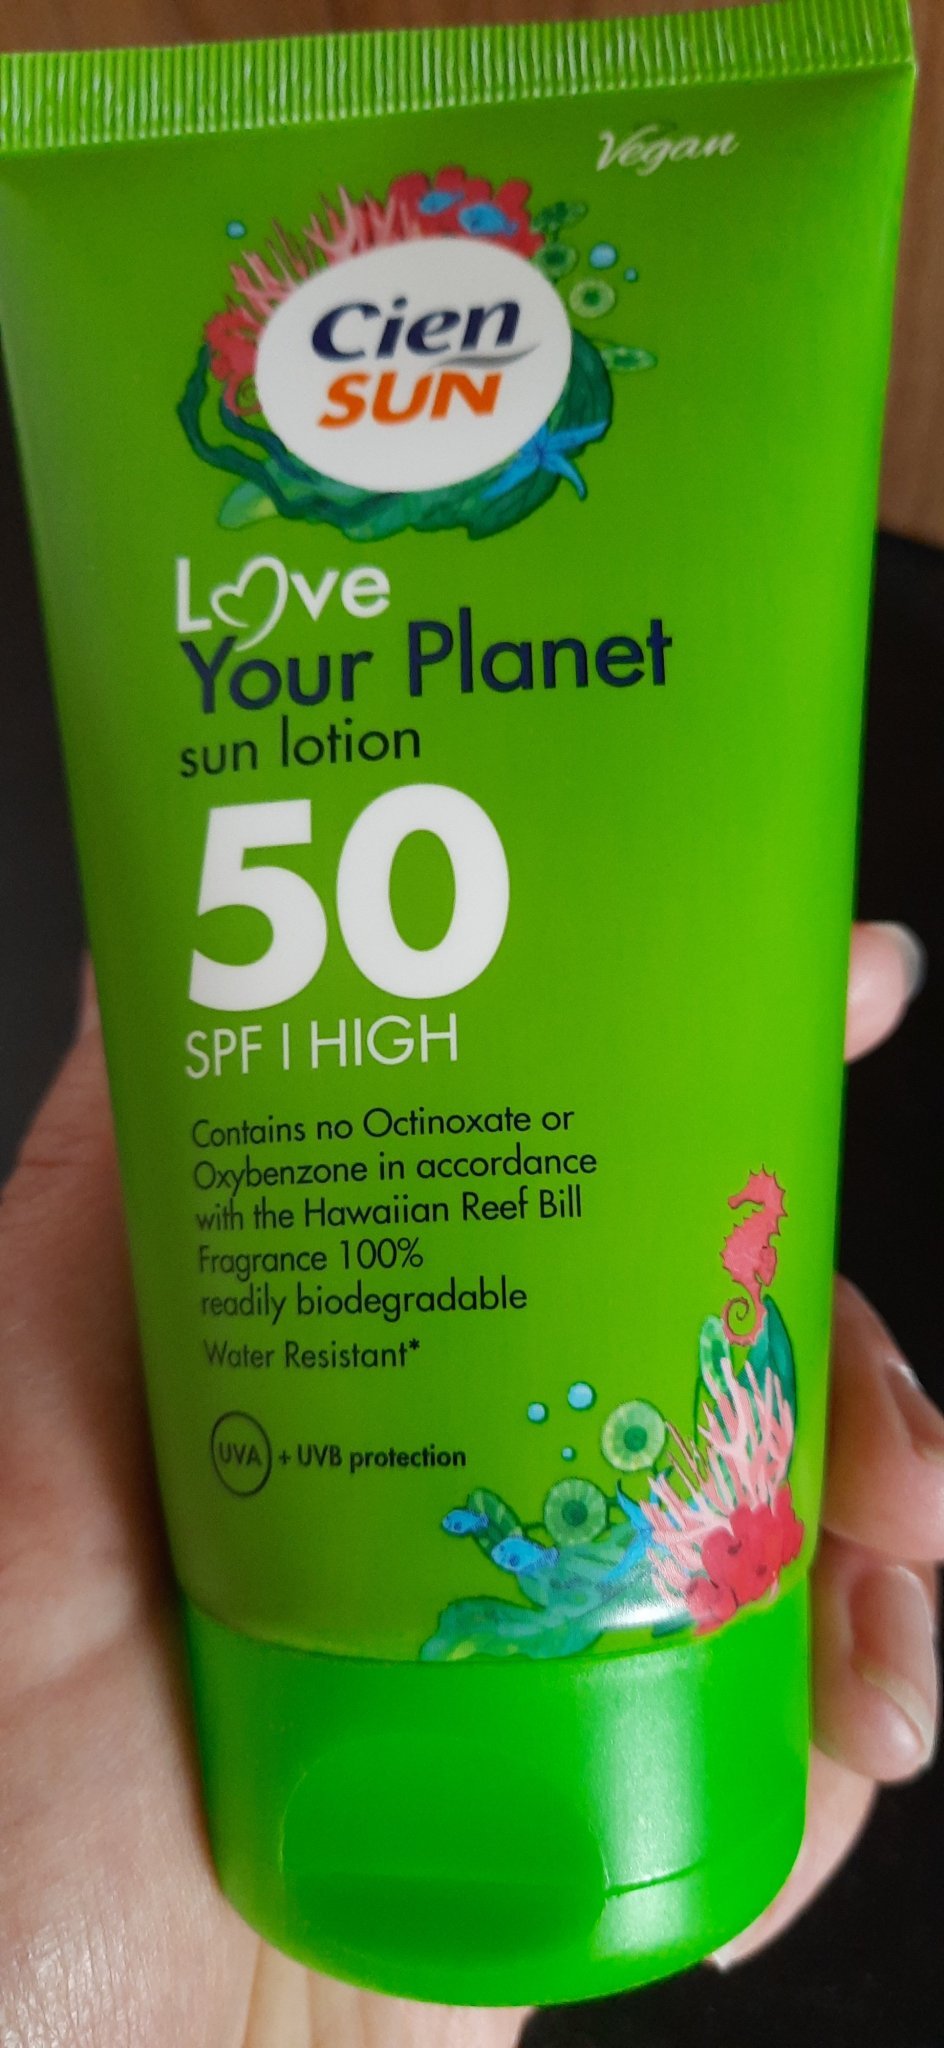 Vegan
Cien
SUN
Love
Your Planet
sun lotion
50
SPF | HIGH
Contains no Octinoxate or
Oxybenzone in accordance
with the Hawaiian Reef Bill
Fragrance 100%
readily biodegradable
Water Resistant*
UVA + UVB protection